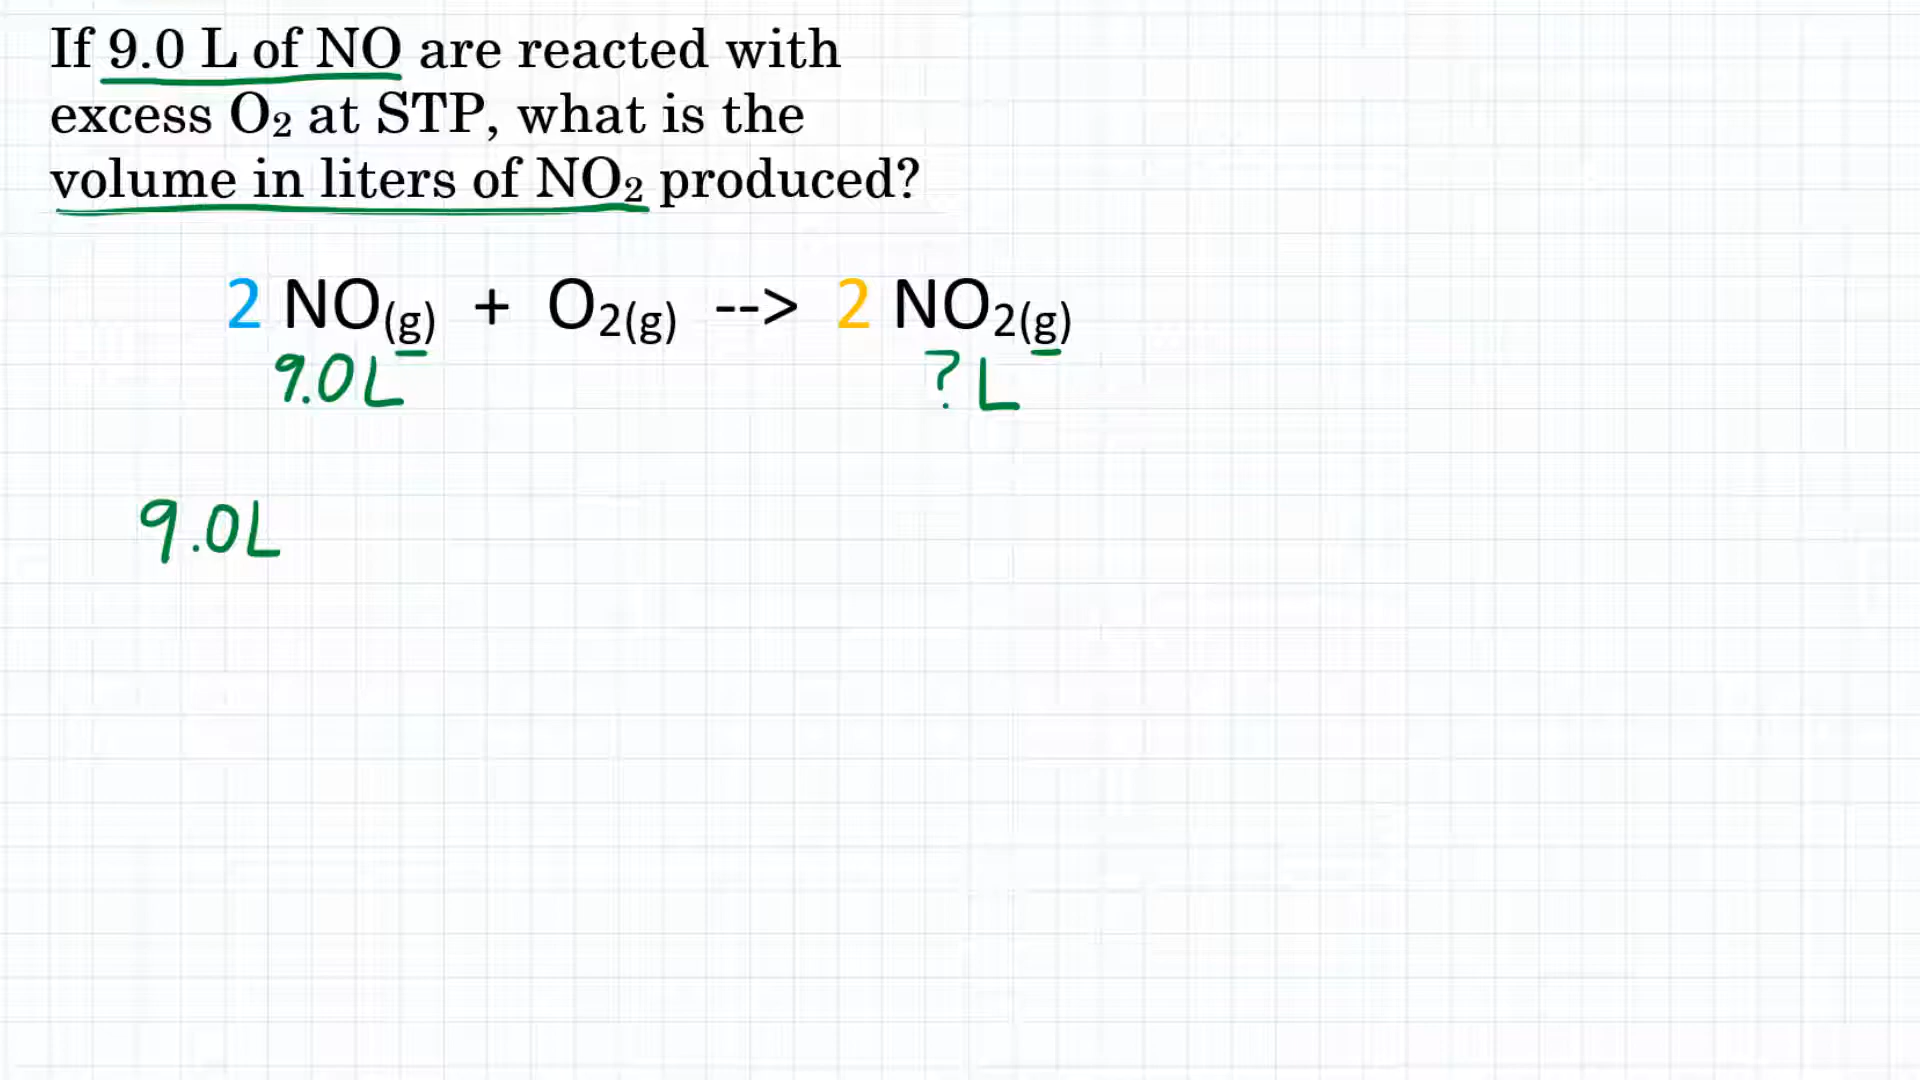 If 9.0 L of NO are reacted with
excess O₂ at STP, what is the
volume in liters of NO₂ produced?
2 NO(g) + O₂(g) --> 2 NO₂(g)
9.0L ? L
9.0L